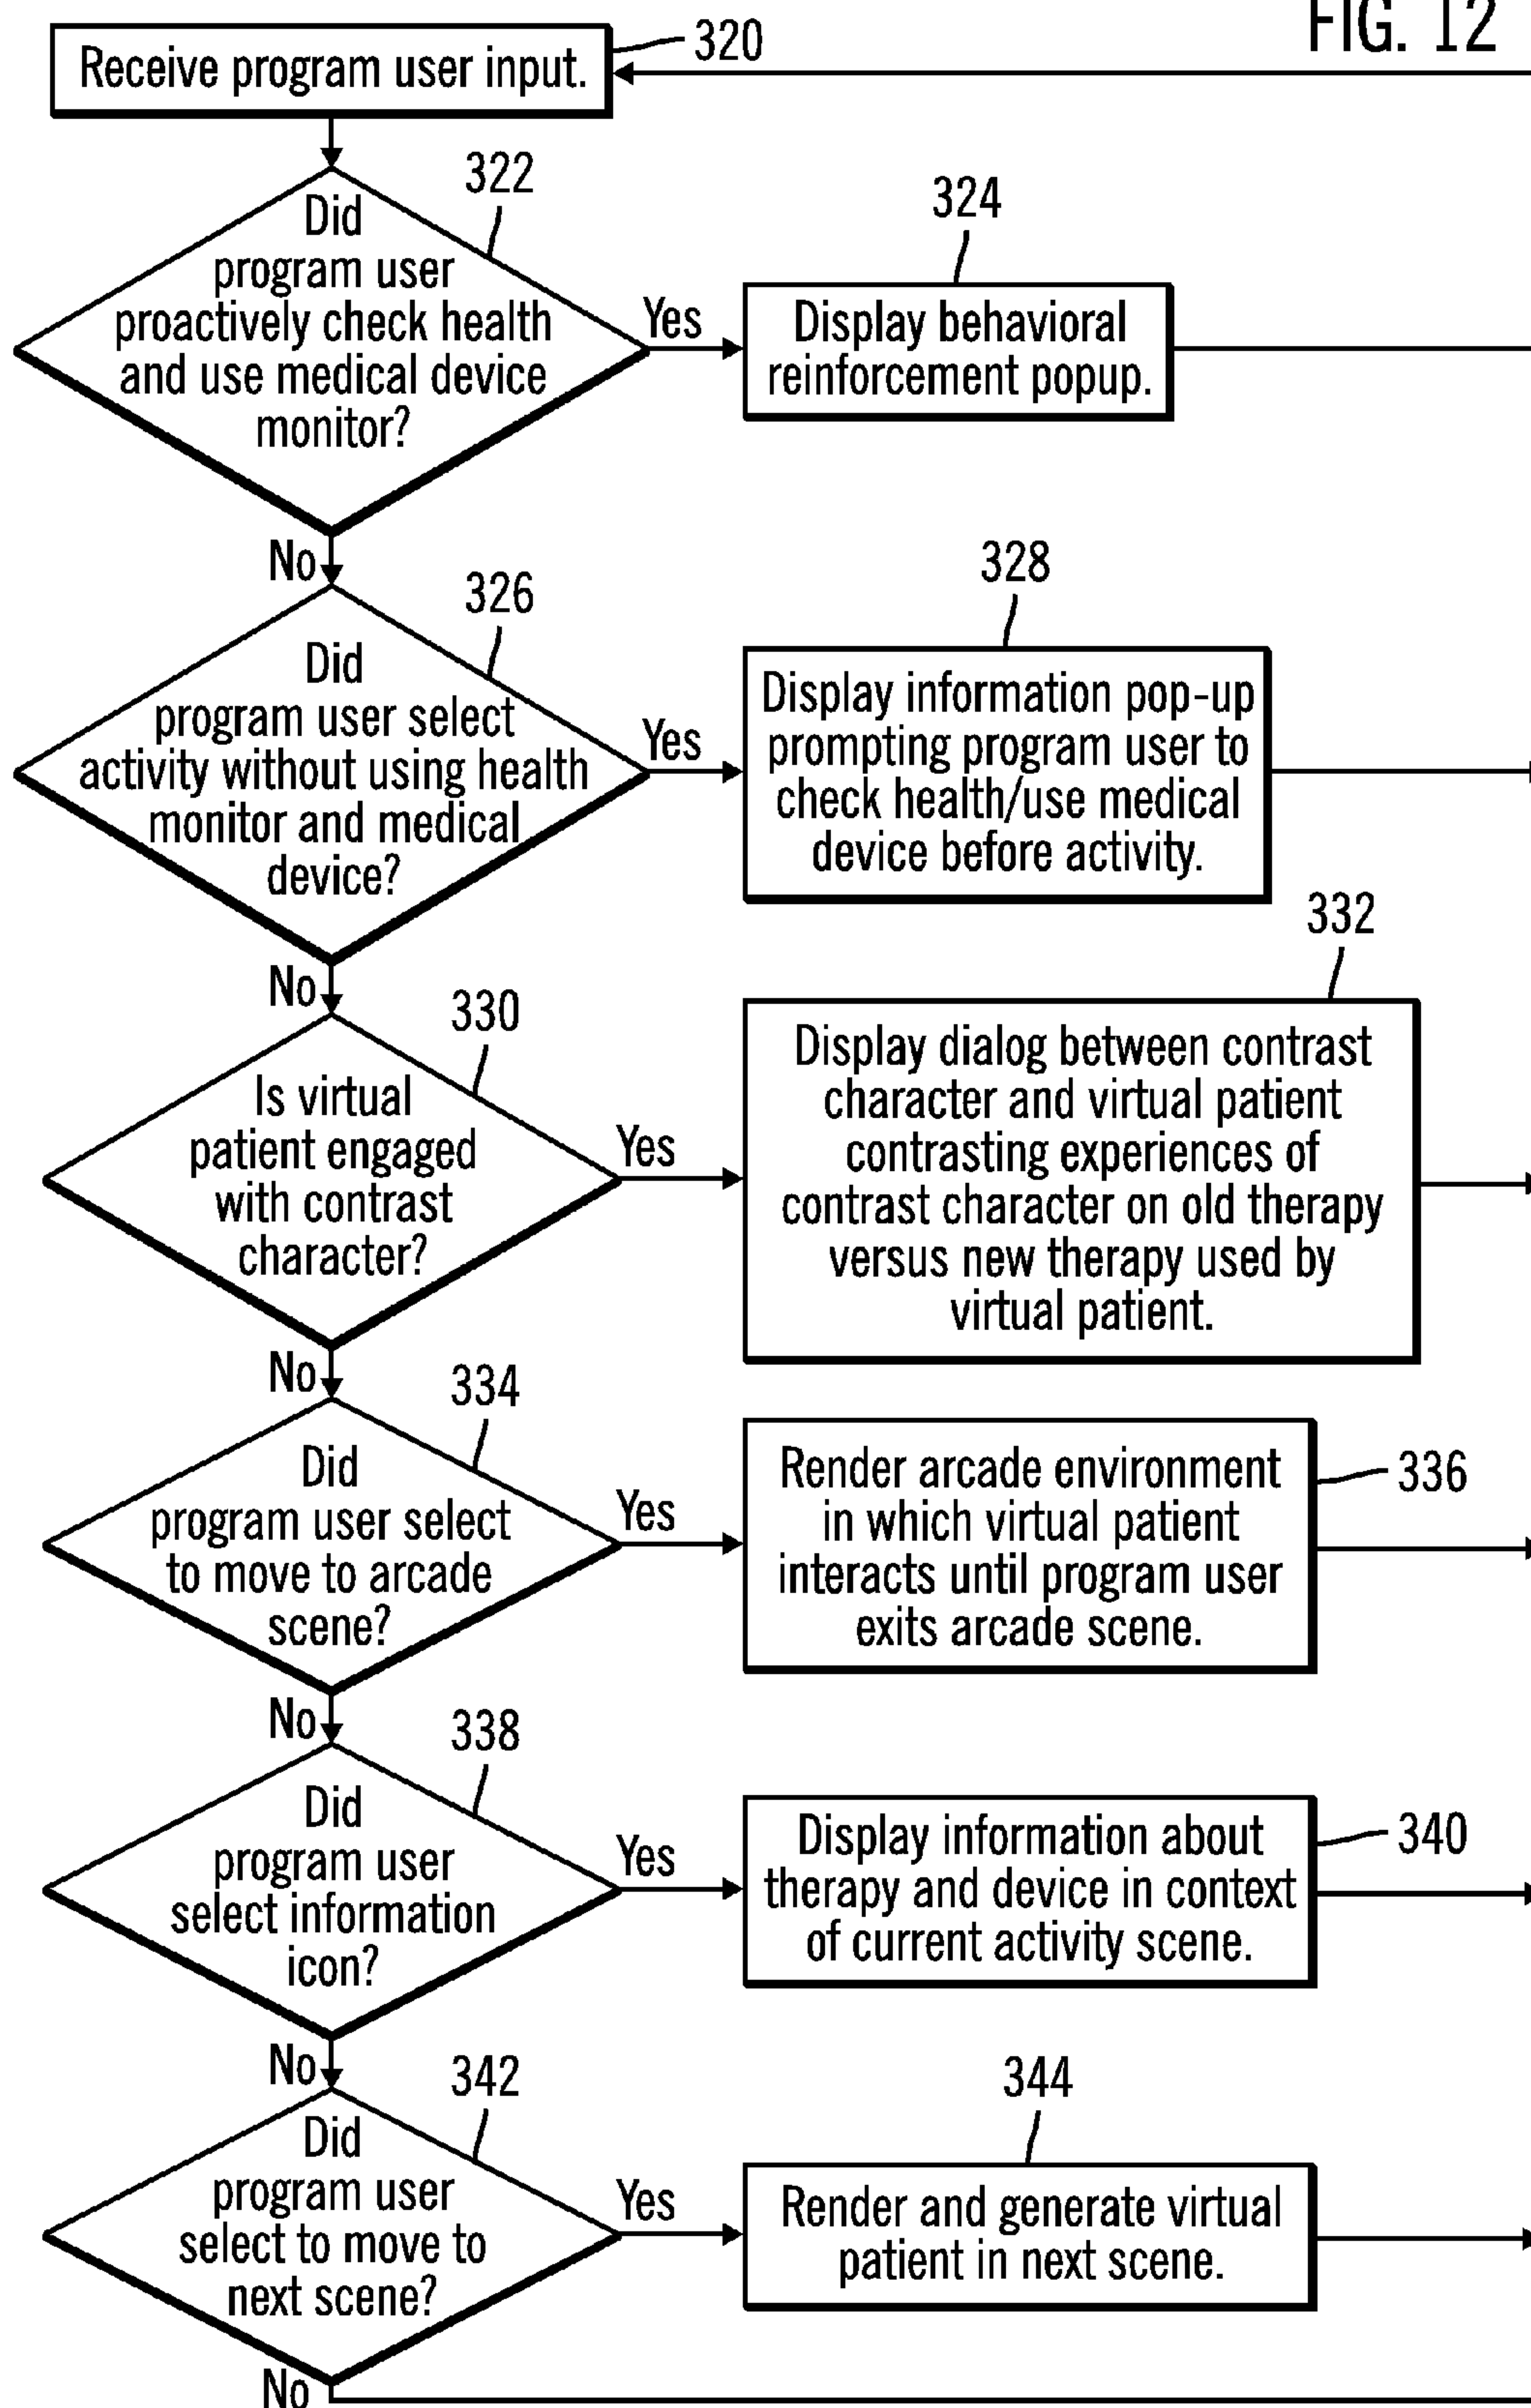 FIG. 12
320
Receive program user input.
322
Did
program user
proactively check health
and use medical device
monitor?
Yes
324
Display behavioral
reinforcement popup.
No
326
Did
program user select
activity without using health
monitor and medical
device?
Yes
328
Display information pop-up
prompting program user to
check health/use medical
device before activity.
No
330
Is virtual
patient engaged
with contrast
character?
Yes
332
Display dialog between contrast
character and virtual patient
contrasting experiences of
contrast character on old therapy
versus new therapy used by
virtual patient.
No
334
Did
program user select
to move to arcade
scene?
Yes
336
Render arcade environment
in which virtual patient
interacts until program user
exits arcade scene.
No
338
Did
program user
select information
icon?
Yes
340
Display information about
therapy and device in context
of current activity scene.
No
342
Did
program user
select to move to
next scene?
Yes
344
Render and generate virtual
patient in next scene.
No